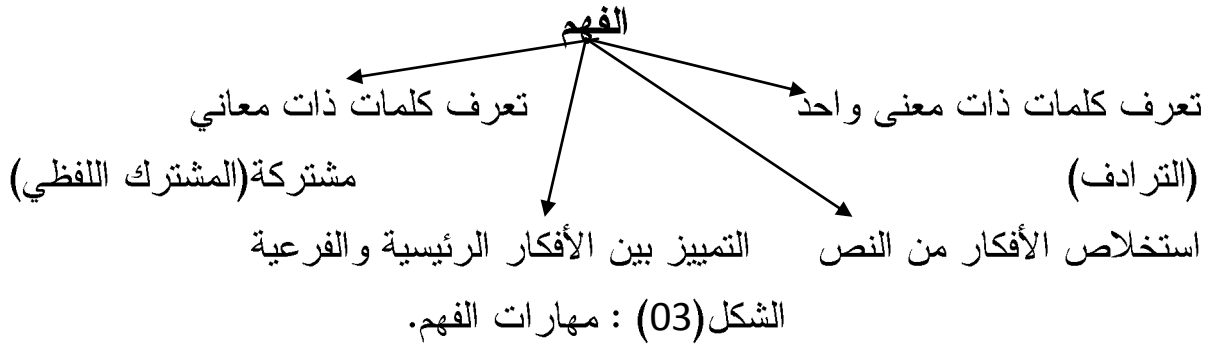 الفهم
تعرف كلمات ذات معنى واحد تعرف كلمات ذات معاني
(الترادف) مشتركة(المشترك اللفظي)
استخلاص الأفكار من النص التمييز بين الأفكار الرئيسية والفرعية
الشكل(03) : مهارات الفهم.